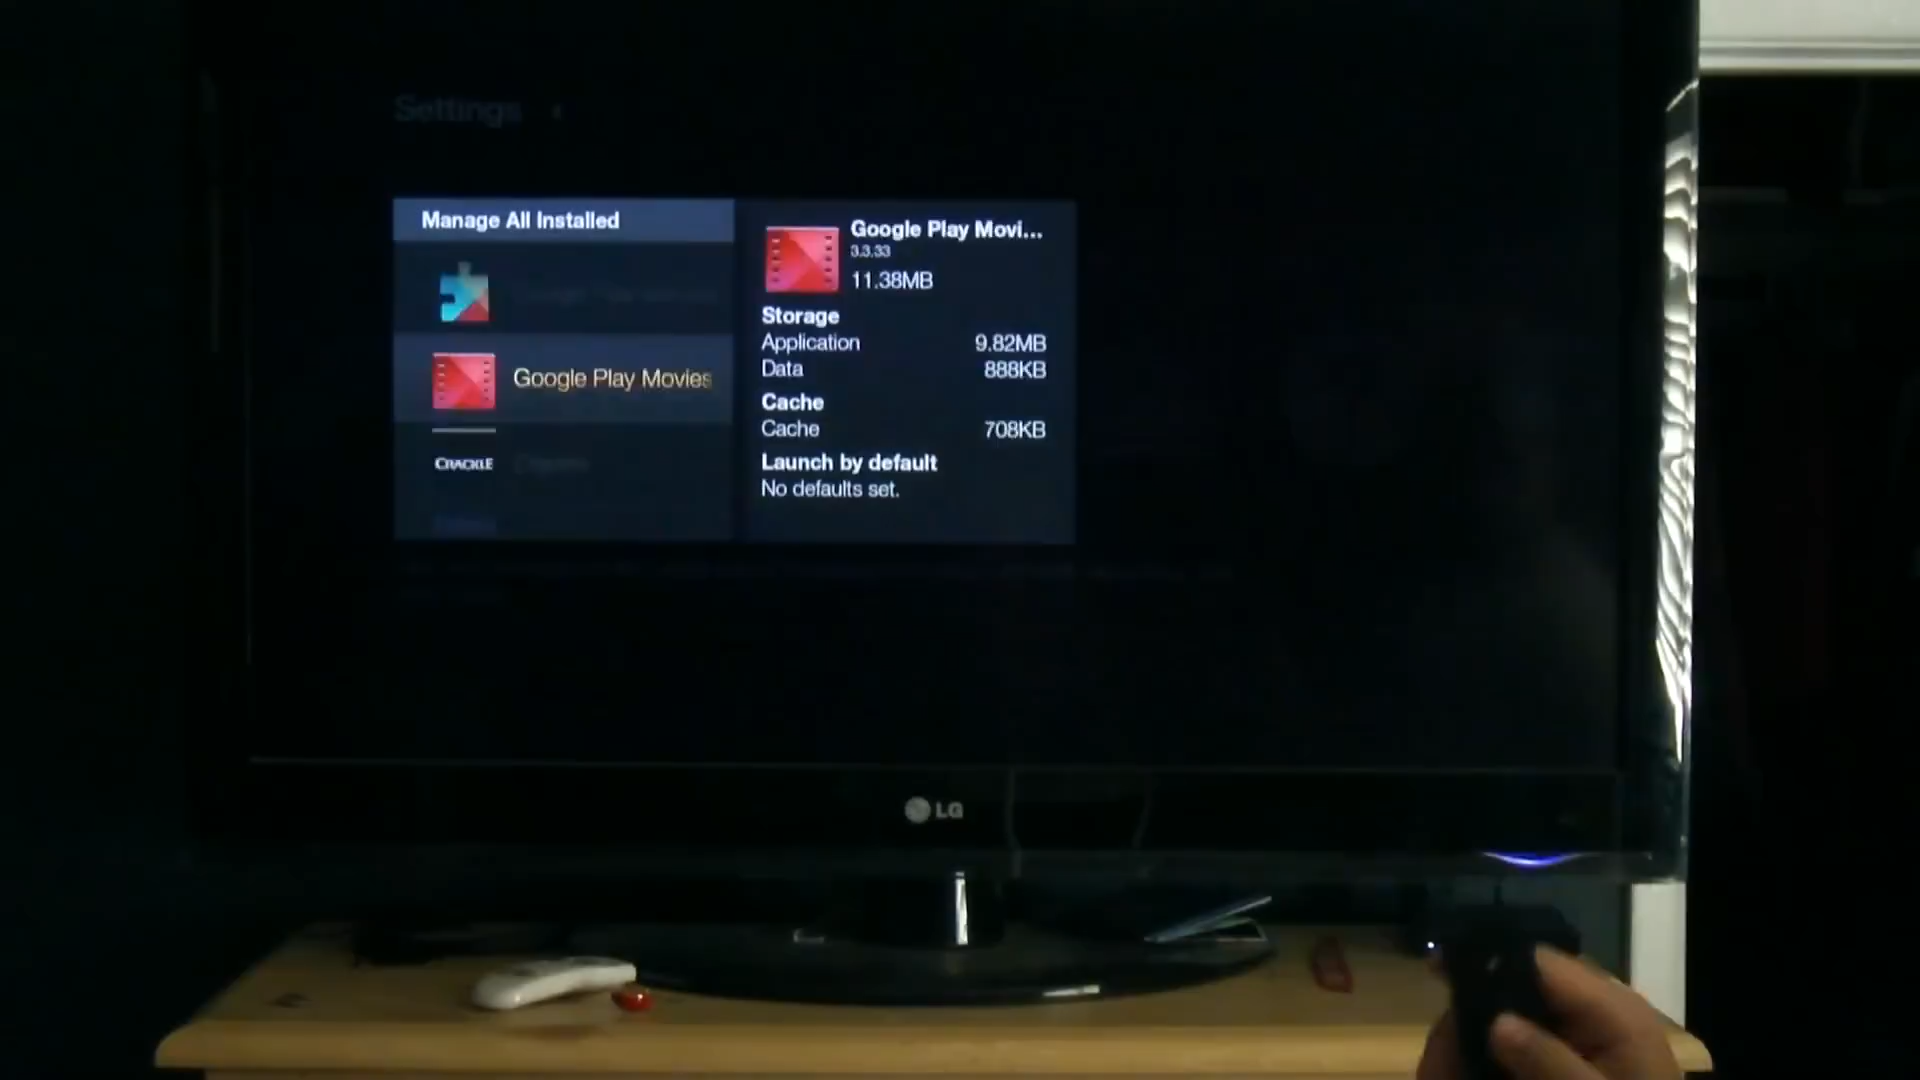 Settings
Manage All Installed
Google Play Movies
CRACKLE
Google Play Movi...
3.3.33
11.38MB
Storage
Application 9.82MB
Data 888KB
Cache
Cache 708KB
Launch by default
No defaults set.
LG